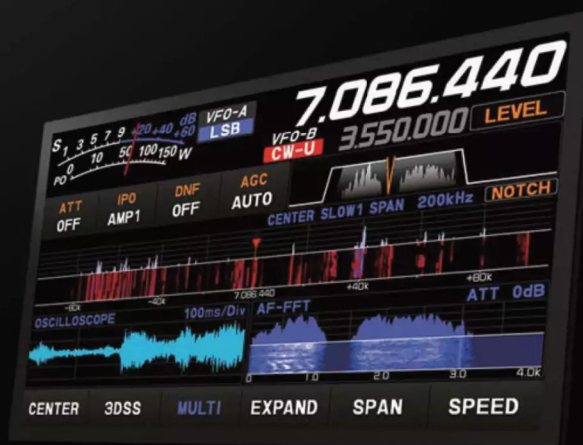 S 1 3 5 7 9 +20 +40 +60 dB
PO 0 10 50 100 150 W
VFO-A
LSB
7.086.440
VFO-B
CW-U
3.550.000
LEVEL
ATT
OFF
IPO
AMP1
DNF
OFF
AGC
AUTO
NOTCH
CENTER SLOW1 SPAN 200kHz
-80k -40k 7.086.440 +40k +80k
OSCILLOSCOPE 100ms/Div
AF-FFT ATT 0dB
0 1.0 2.0 3.0 4.0k
CENTER 3DSS MULTI EXPAND SPAN SPEED